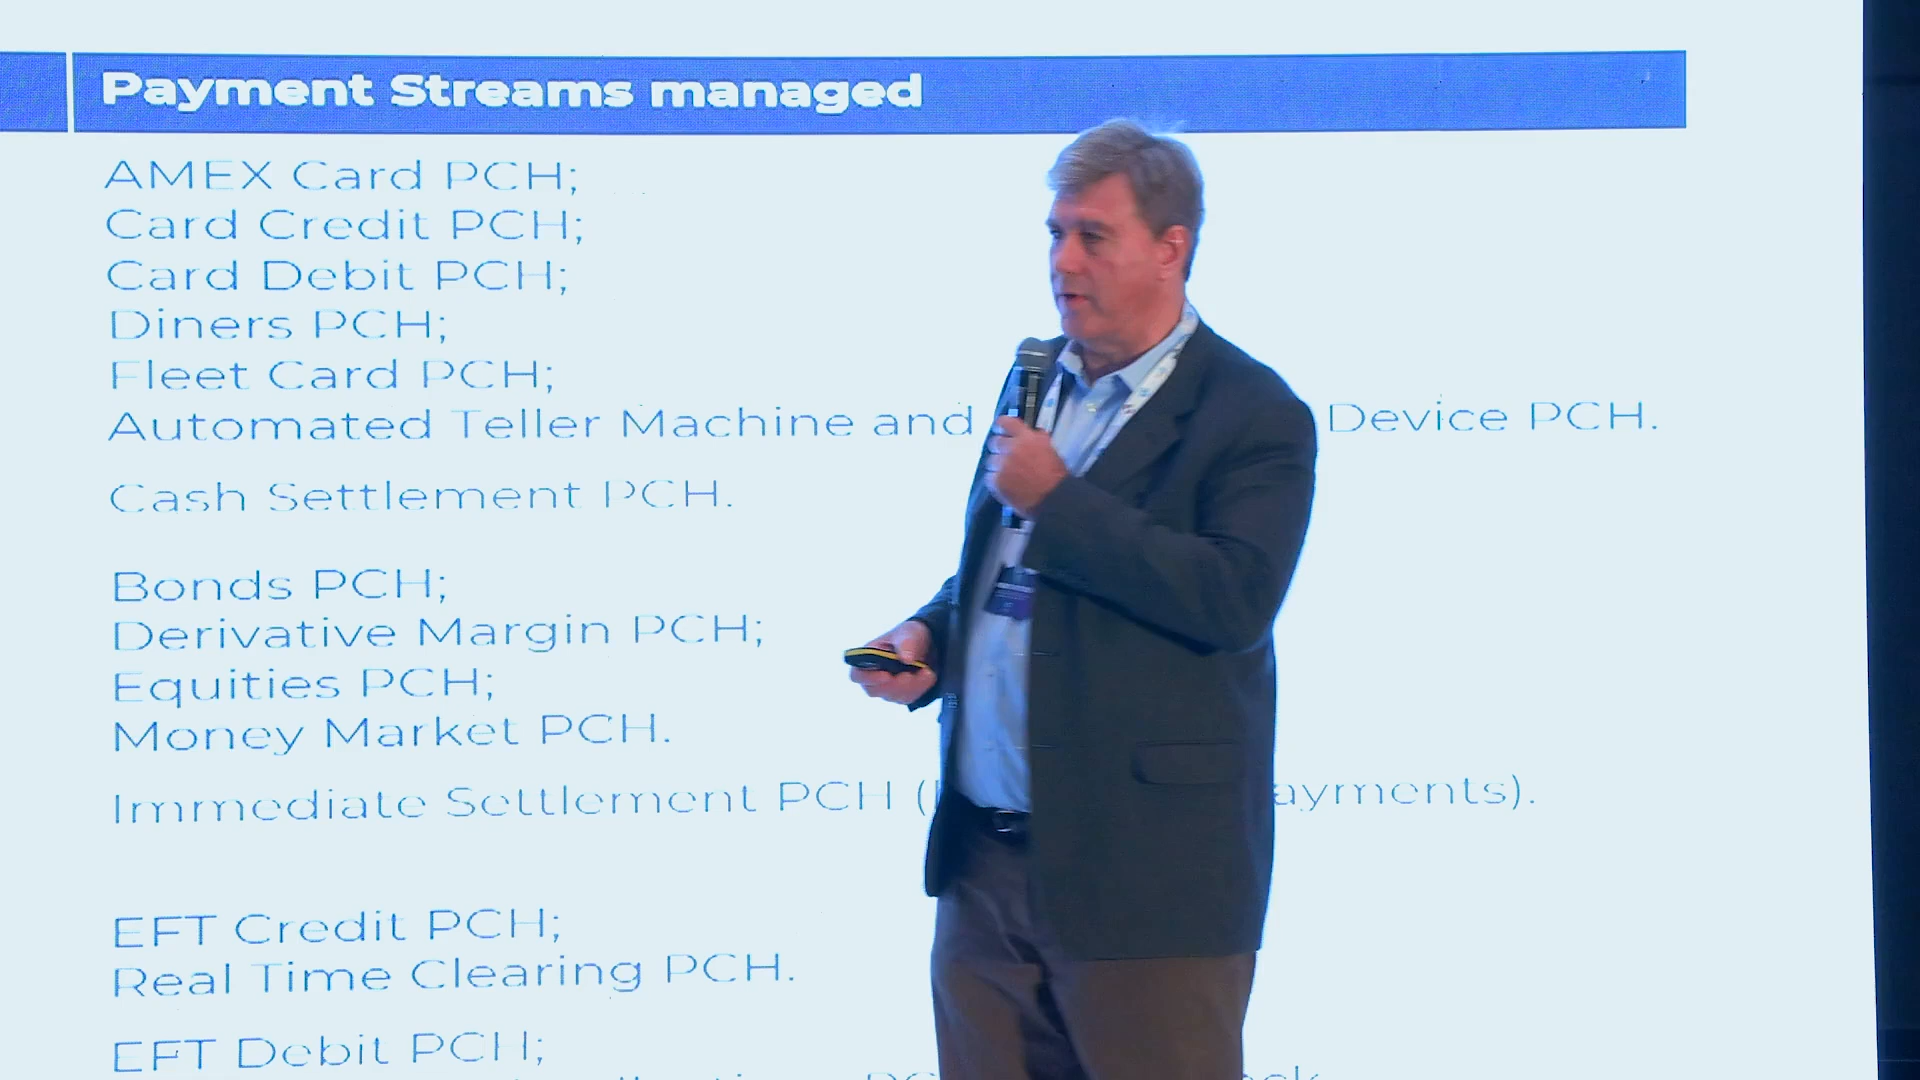 Payment Streams managed
AMEX Card PCH;
Card Credit PCH;
Card Debit PCH;
Diners PCH;
Fleet Card PCH;
Automated Teller Machine and Device PCH.
Cash Settlement PCH.
Bonds PCH;
Derivative Margin PCH;
Equities PCH;
Money Market PCH.
Immediate Settlement PCH ( ayments).
EFT Credit PCH;
Real Time Clearing PCH.
EFT Debit PCH;